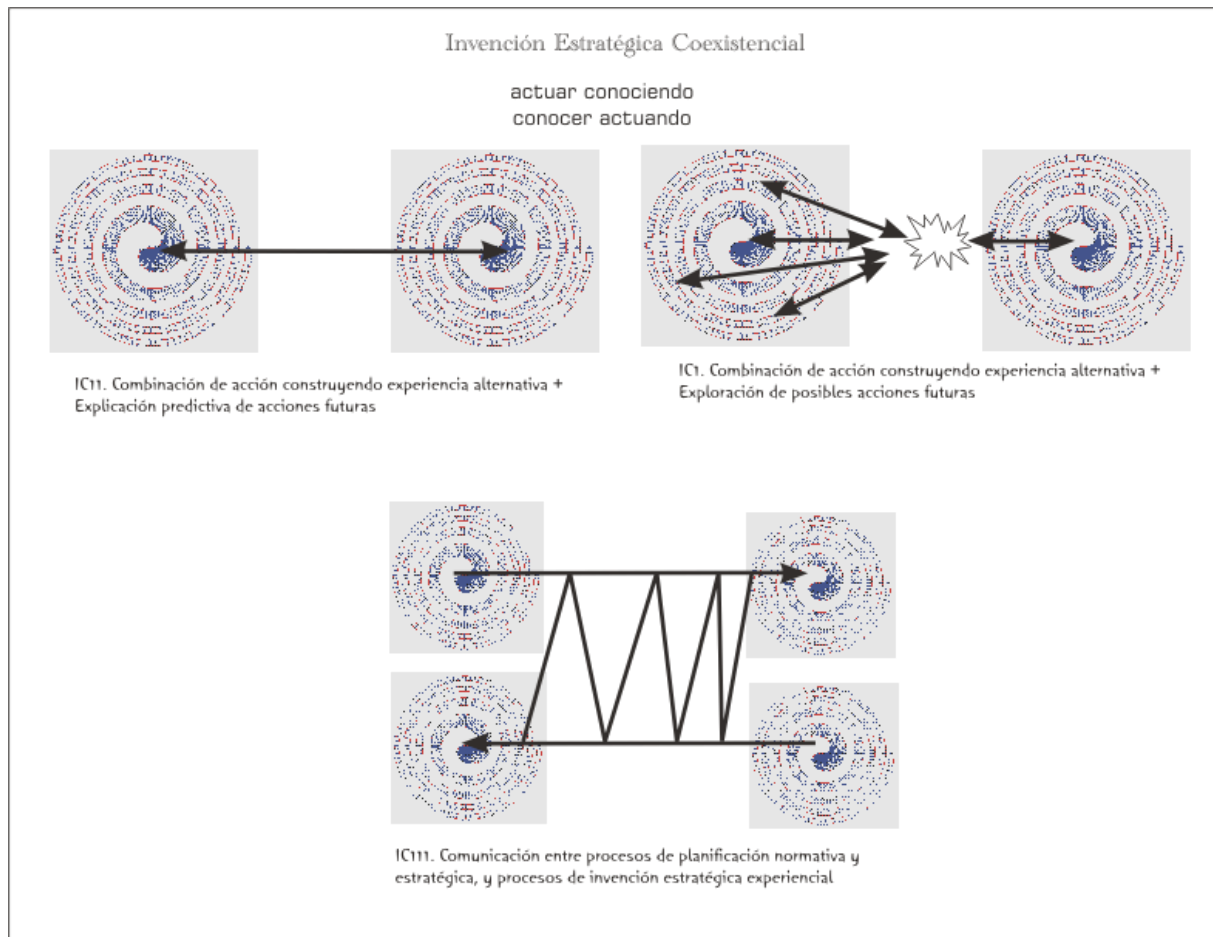 Invención Estratégica Coexistencial
actuar conociendo
conocer actuando
IC11. Combinación de acción construyendo experiencia alternativa +
Explicación predictiva de acciones futuras
IC1. Combinación de acción construyendo experiencia alternativa +
Exploración de posibles acciones futuras
IC111. Comunicación entre procesos de planificación normativa y
estratégica, y procesos de invención estratégica experiencial